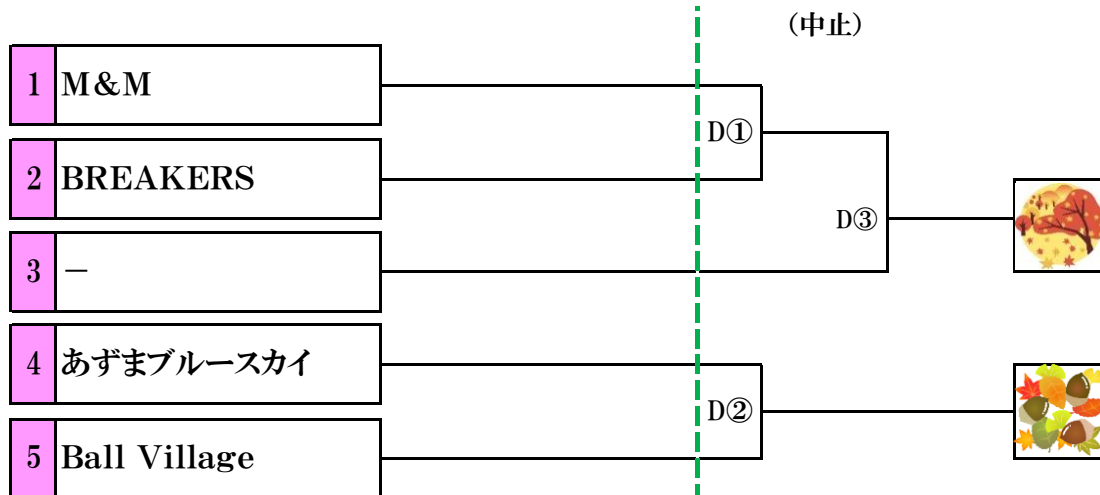 （中止）
1 M&M
D①
2 BREAKERS
D③
3 －
4 あずまブルースカイ
D②
5 Ball Village